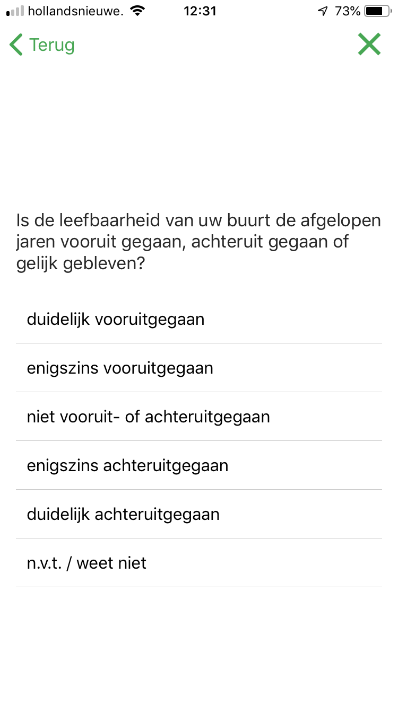 hollandsnieuwe. 12:31 73%
Terug
Is de leefbaarheid van uw buurt de afgelopen
jaren vooruit gegaan, achteruit gegaan of
gelijk gebleven?
duidelijk vooruitgegaan
enigszins vooruitgegaan
niet vooruit- of achteruitgegaan
enigszins achteruitgegaan
duidelijk achteruitgegaan
n.v.t. / weet niet